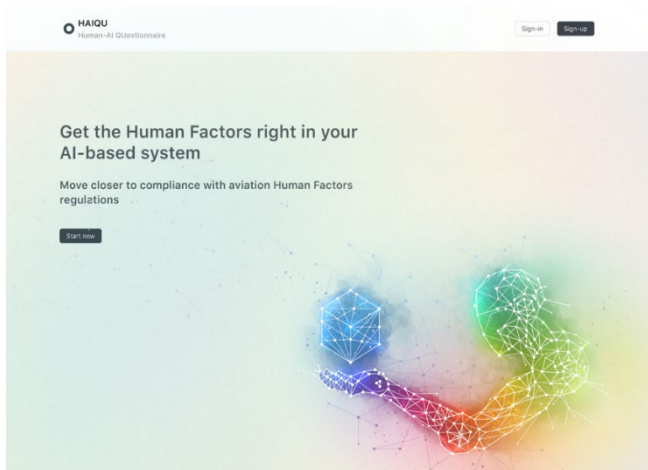 HAIQU
Human-AI QUestionnaire
Sign-in
Sign-up
Get the Human Factors right in your
AI-based system
Move closer to compliance with aviation Human Factors
regulations
Start now